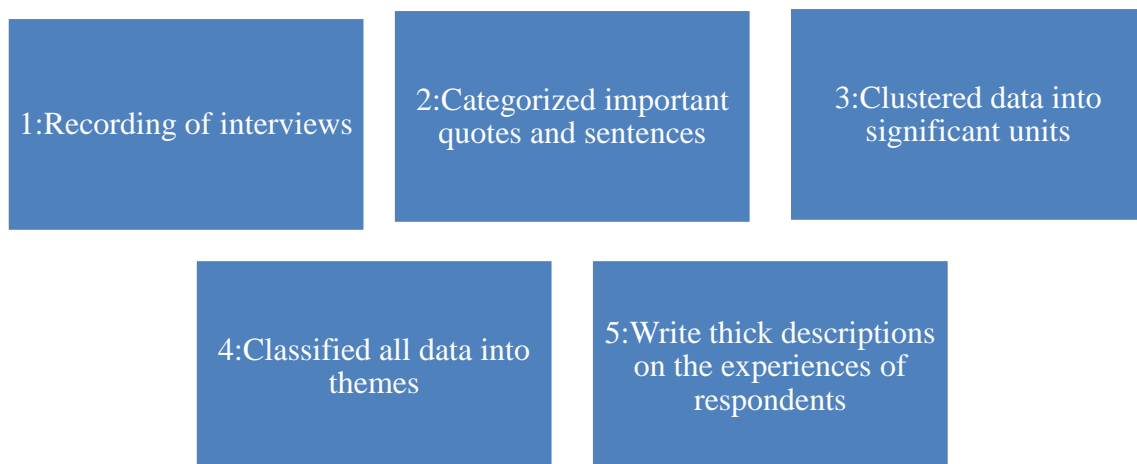 1:Recording of interviews
2:Categorized important
quotes and sentences
3:Clustered data into
significant units
4:Classified all data into
themes
5:Write thick descriptions
on the experiences of
respondents